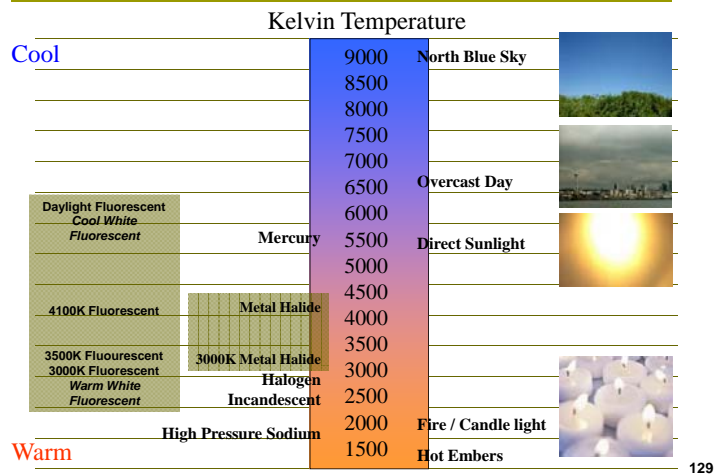 Kelvin Temperature
Cool
9000 North Blue Sky
8500
8000
7500
7000
6500 Overcast Day
Daylight Fluorescent
Cool White
Fluorescent
6000
Mercury 5500 Direct Sunlight
5000
4500
4100K Fluorescent
Metal Halide
4000
3500
3500K Fluourescent
3000K Fluorescent
Warm White
Fluorescent
3000K Metal Halide
3000
Halogen
Incandescent 2500
2000 Fire / Candle light
High Pressure Sodium
1500 Hot Embers
Warm
129